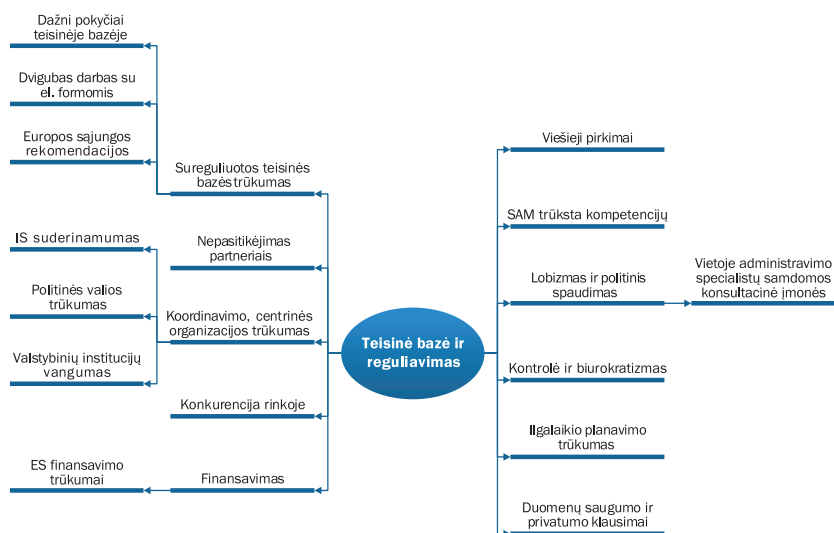 Dažni pokyčiai
teisinėje bazėje
Dvigubas darbas su
el. formomis
Europos sąjungos
rekomendacijos
Sureguliuotos teisinės
bazėstrūkumas
IS suderinamumas
Nepasitikėjimas
partneriais
Politinės valios
trūkumas
Koordinavimo, centrinės
organizacijos trūkumas
Valstybinių institucijų
vangumas
Konkurencija rinkoje
ES finansavimo
trūkumai
Finansavimas
Teisinė bazė ir
reguliavimas
Viešieji pirkimai
SAM trūksta kompetencijų
Lobizmas ir politinis
spaudimas
Vietoje administravimo
specialistų samdomos
konsultacinė įmonės
Kontrolė ir biurokratizmas
Ilgalaikio planavimo
trūkumas
Duomenų saugumo ir
privatumo klausimai